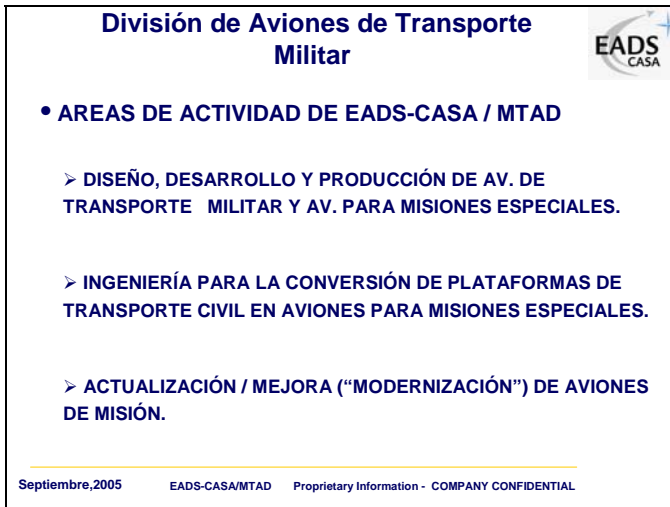 División de Aviones de Transporte
Militar
EADS
CASA
• AREAS DE ACTIVIDAD DE EADS-CASA / MTAD
➢ DISEÑO, DESARROLLO Y PRODUCCIÓN DE AV. DE
TRANSPORTE MILITAR Y AV. PARA MISIONES ESPECIALES.
➢ INGENIERÍA PARA LA CONVERSIÓN DE PLATAFORMAS DE
TRANSPORTE CIVIL EN AVIONES PARA MISIONES ESPECIALES.
➢ ACTUALIZACIÓN / MEJORA (“MODERNIZACIÓN”) DE AVIONES
DE MISIÓN.
Septiembre,2005 EADS-CASA/MTAD Proprietary Information - COMPANY CONFIDENTIAL